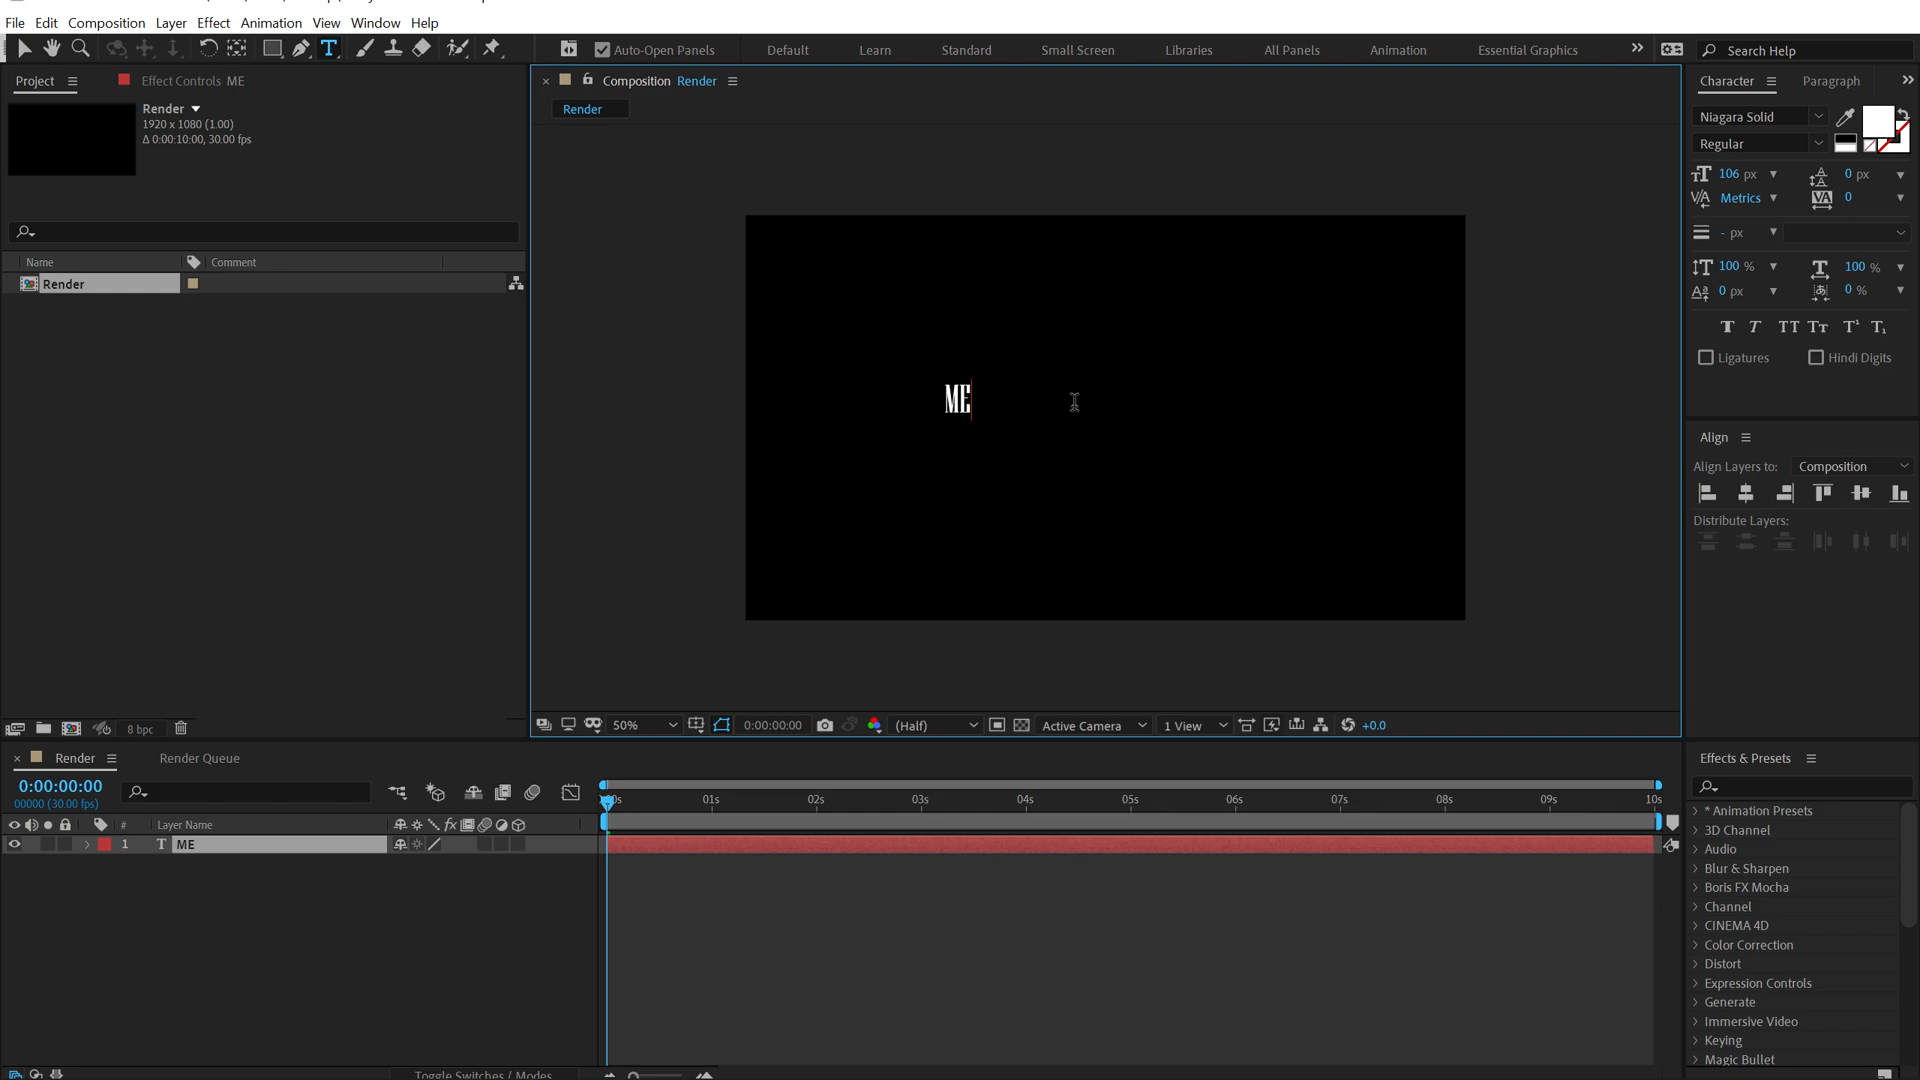 File Edit Composition Layer Effect Animation View Window Help
Auto-Open Panels Default Learn Standard Small Screen Libraries All Panels Animation Essential Graphics Search Help
Project Effect Controls ME
Composition Render
Character Paragraph
Render
1920 x 1080 (1.00)
Δ 0:00:10:00, 30.00 fps
Render
Niagara Solid
Regular
106 px 0 px
Metrics 0
- px
100 % 100 %
0 px 0 %
T T TT Tt T¹ T₁
Ligatures Hindi Digits
Name Comment
Render
ME
Align
Align Layers to: Composition
Distribute Layers:
8 bpc
50% 0:00:00:00 (Half) Active Camera 1 View +0.0
Render Render Queue
0:00:00:00
00000 (30.00 fps)
01s 02s 03s 04s 05s 06s 07s 08s 09s 10s
# Layer Name
1 T ME
Toggle Switches / Modes
Effects & Presets
* Animation Presets
3D Channel
Audio
Blur & Sharpen
Boris FX Mocha
Channel
CINEMA 4D
Color Correction
Distort
Expression Controls
Generate
Immersive Video
Keying
Magic Bullet